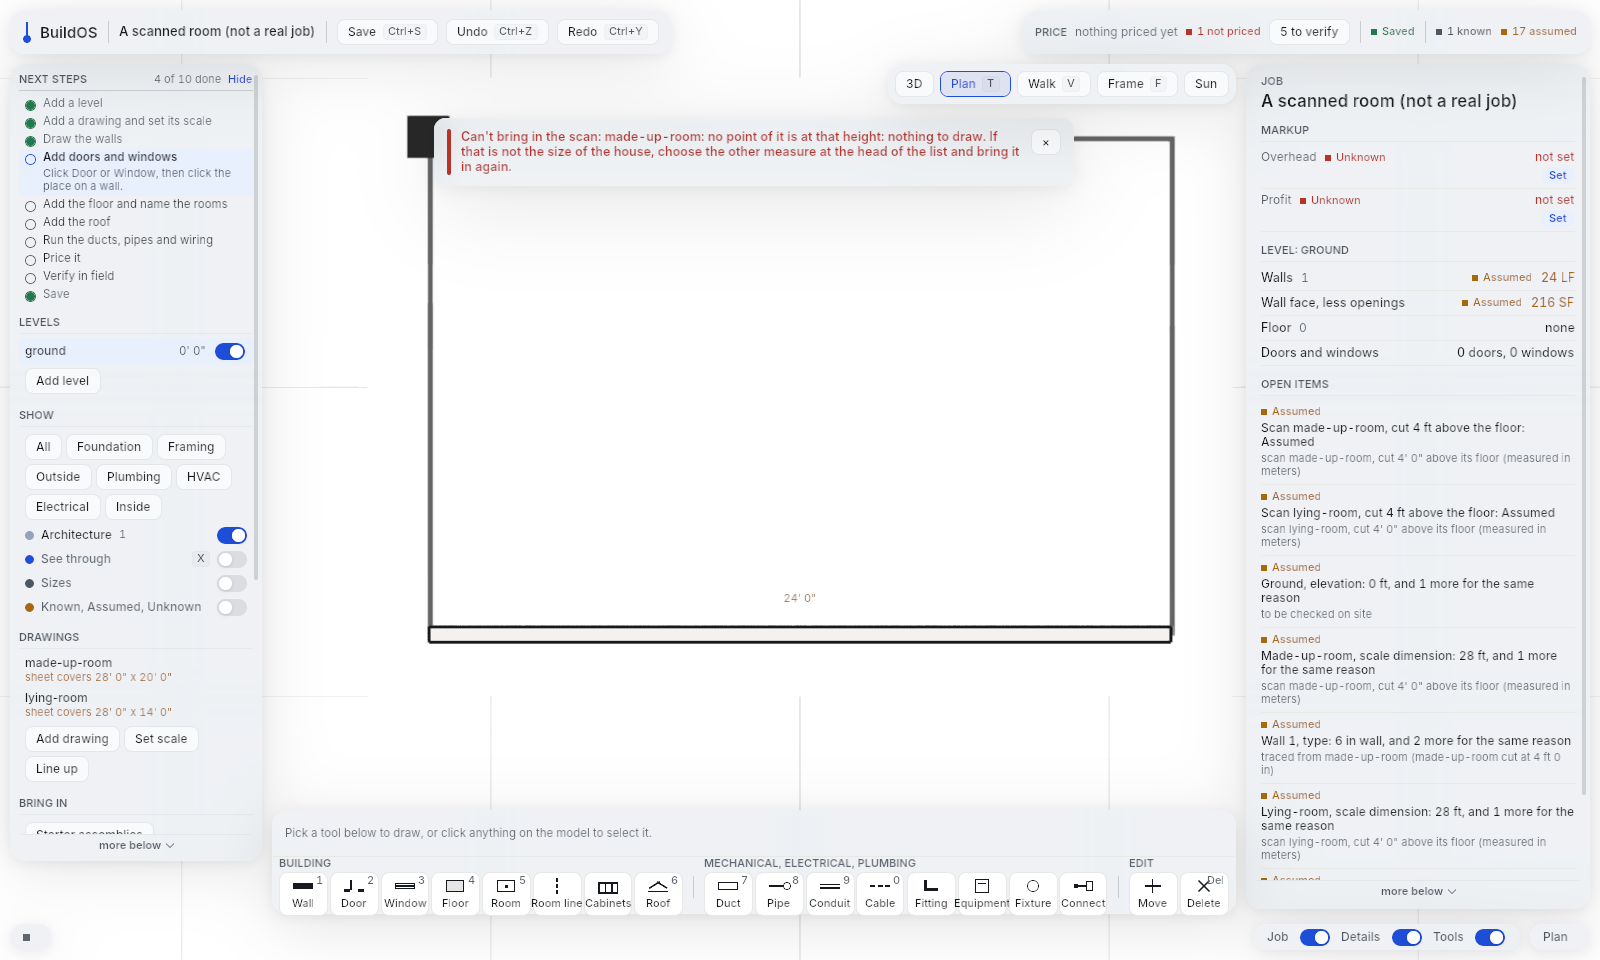 BuildOS
A scanned room (not a real job)
Save Ctrl+S
Undo Ctrl+Z
Redo Ctrl+Y
PRICE nothing priced yet 1 not priced
5 to verify
Saved
1 known 17 assumed
3D
Plan T
Walk V
Frame F
Sun
NEXT STEPS 4 of 10 done Hide
Add a level
Add a drawing and set its scale
Draw the walls
Add doors and windows
Click Door or Window, then click the
place on a wall.
Add the floor and name the rooms
Add the roof
Run the ducts, pipes and wiring
Price it
Verify in field
Save
LEVELS
ground 0' 0"
Add level
SHOW
All Foundation Framing
Outside Plumbing HVAC
Electrical Inside
Architecture 1
See through X
Sizes
Known, Assumed, Unknown
DRAWINGS
made-up-room
sheet covers 28' 0" x 20' 0"
lying-room
sheet covers 28' 0" x 14' 0"
Add drawing Set scale
Line up
BRING IN
Starter assemblies
more below
Can't bring in the scan: made-up-room: no point of it is at that height: nothing to draw. If
that is not the size of the house, choose the other measure at the head of the list and bring it
in again.
×
24' 0"
Pick a tool below to draw, or click anything on the model to select it.
BUILDING
Wall 1
Door 2
Window 3
Floor 4
Room 5
Room line
Cabinets
Roof 6
MECHANICAL, ELECTRICAL, PLUMBING
Duct 7
Pipe 8
Conduit 9
Cable 0
Fitting
Equipment
Fixture
Connect
EDIT
Move
Delete Del
JOB
A scanned room (not a real job)
MARKUP
Overhead Unknown not set
Set
Profit Unknown not set
Set
LEVEL: GROUND
Walls 1 Assumed 24 LF
Wall face, less openings Assumed 216 SF
Floor 0 none
Doors and windows 0 doors, 0 windows
OPEN ITEMS
Assumed
Scan made-up-room, cut 4 ft above the floor:
Assumed
scan made-up-room, cut 4' 0" above its floor (measured in
meters)
Assumed
Scan lying-room, cut 4 ft above the floor: Assumed
scan lying-room, cut 4' 0" above its floor (measured in
meters)
Assumed
Ground, elevation: 0 ft, and 1 more for the same
reason
to be checked on site
Assumed
Made-up-room, scale dimension: 28 ft, and 1 more
for the same reason
scan made-up-room, cut 4' 0" above its floor (measured in
meters)
Assumed
Wall 1, type: 6 in wall, and 2 more for the same reason
traced from made-up-room (made-up-room cut at 4 ft 0
in)
Assumed
Lying-room, scale dimension: 28 ft, and 1 more for the
same reason
scan lying-room, cut 4' 0" above its floor (measured in
meters)
Assumed
more below
Job Details Tools Plan